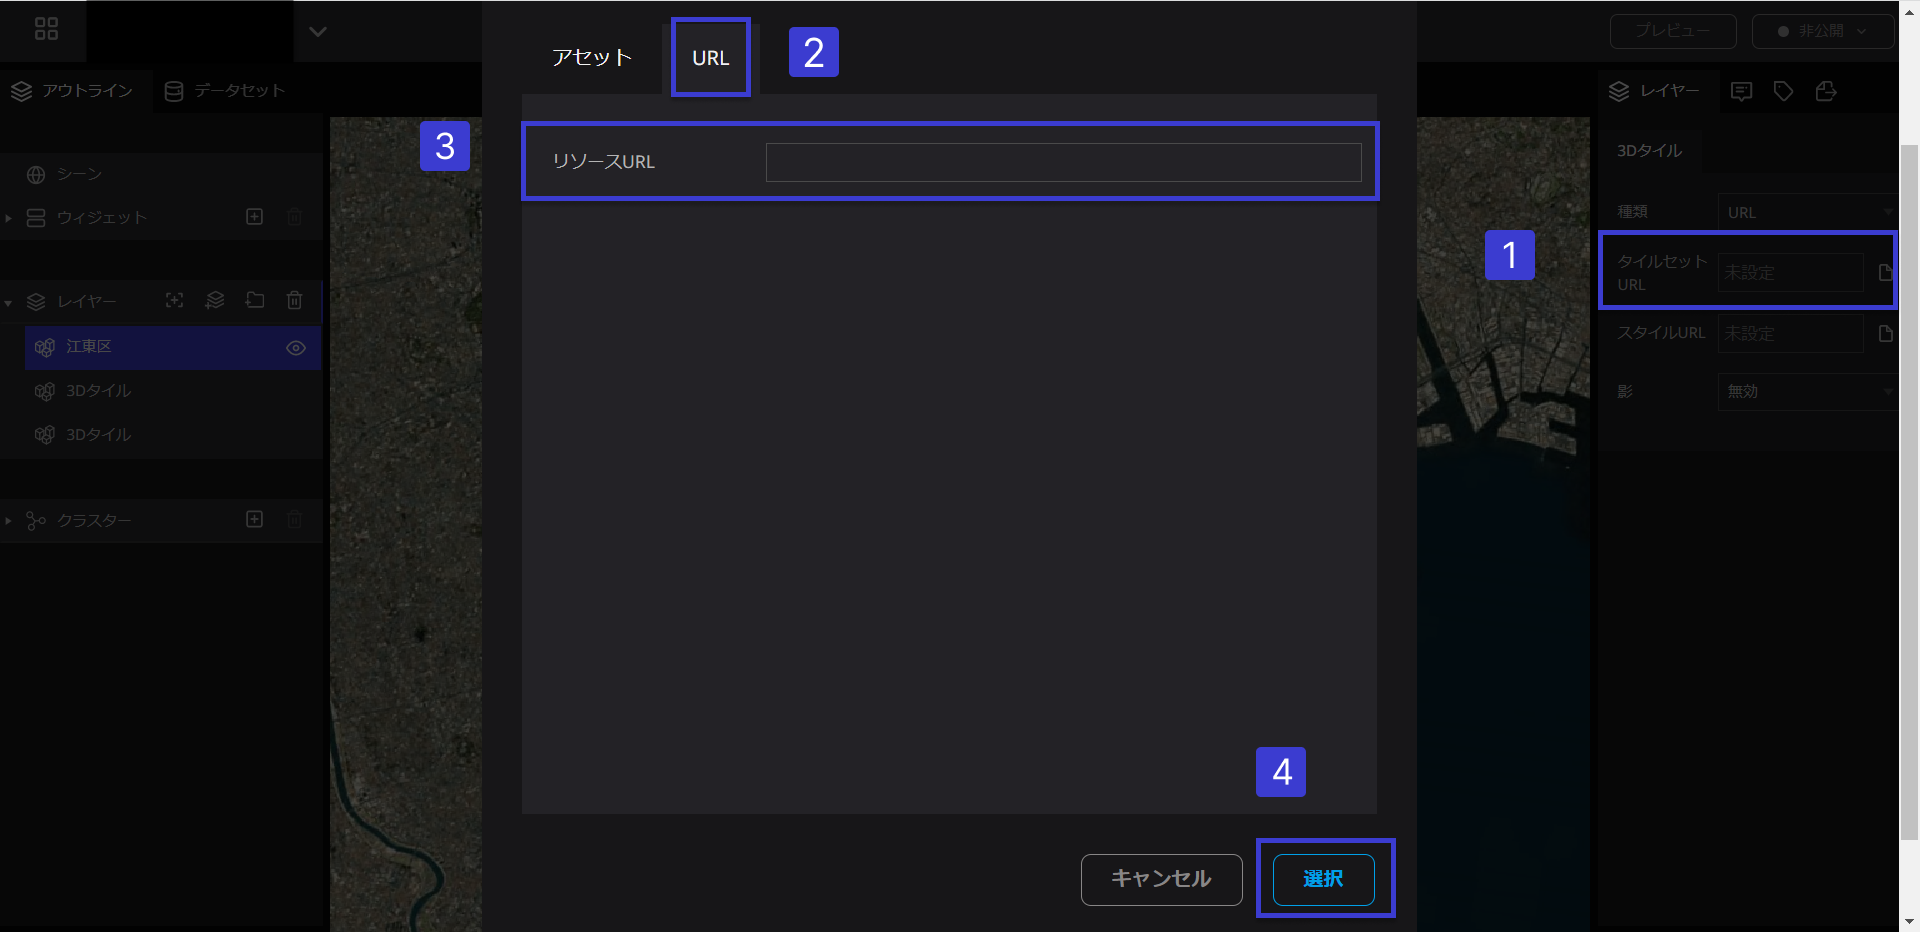 プレビュー
非公開
アウトライン
データセット
シーン
ウィジェット
レイヤー
江東区
3Dタイル
3Dタイル
クラスター
アセット
URL
2
3
リソースURL
4
キャンセル
選択
1
レイヤー
3Dタイル
種類
URL
タイルセット
URL
未設定
スタイルURL
未設定
影
無効